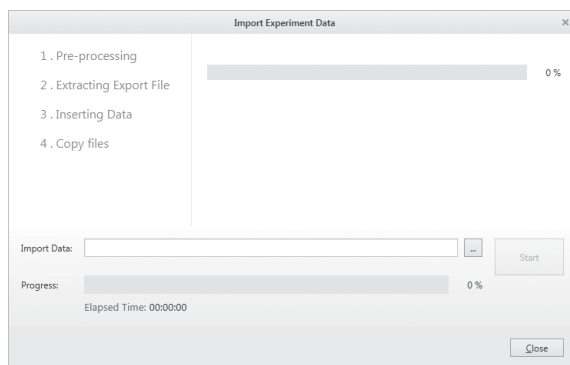 Import Experiment Data ×
1 . Pre-processing
2 . Extracting Export File
3 . Inserting Data
4 . Copy files
0 %
Import Data:
...
Start
Progress:
0 %
Elapsed Time: 00:00:00
Close